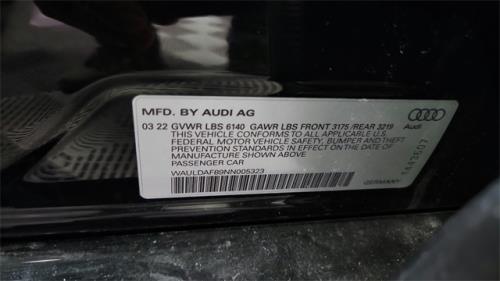 MFD. BY AUDI AG
03 22 GVWR LBS 6140 GAWR LBS FRONT 3175 /REAR 3219
THIS VEHICLE CONFORMS TO ALL APPLICABLE U.S.
FEDERAL MOTOR VEHICLE SAFETY, BUMPER AND THEFT
PREVENTION STANDARDS IN EFFECT ON THE DATE OF
MANUFACTURE SHOWN ABOVE.
PASSENGER CAR
WAULDAF89NN005323
Audi
GERMANY